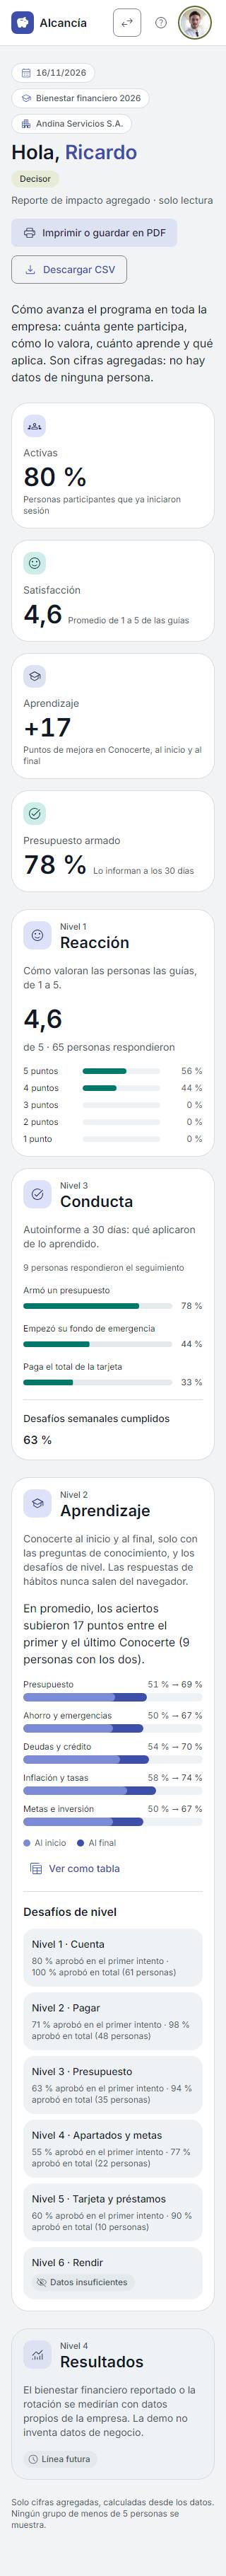 Alcancía
16/11/2026
Bienestar financiero 2026
Andina Servicios S.A.
Hola, Ricardo
Decisor
Reporte de impacto agregado · solo lectura
Imprimir o guardar en PDF
Descargar CSV
Cómo avanza el programa en toda la
empresa: cuánta gente participa,
cómo lo valora, cuánto aprende y qué
aplica. Son cifras agregadas: no hay
datos de ninguna persona.
Activas
80 %
Personas participantes que ya iniciaron
sesión
Satisfacción
4,6 Promedio de 1 a 5 de las guías
Aprendizaje
+17
Puntos de mejora en Conocerte, al inicio y al
final
Presupuesto armado
78 % Lo informan a los 30 días
Nivel 1
Reacción
Cómo valoran las personas las guías,
de 1 a 5.
4,6
de 5 · 65 personas respondieron
5 puntos 56 %
4 puntos 44 %
3 puntos 0 %
2 puntos 0 %
1 punto 0 %
Nivel 3
Conducta
Autoinforme a 30 días: qué aplicaron
de lo aprendido.
9 personas respondieron el seguimiento
Armó un presupuesto
78 %
Empezó su fondo de emergencia
44 %
Paga el total de la tarjeta
33 %
Desafíos semanales cumplidos
63 %
Nivel 2
Aprendizaje
Conocerte al inicio y al final, solo con
las preguntas de conocimiento, y los
desafíos de nivel. Las respuestas de
hábitos nunca salen del navegador.
En promedio, los aciertos
subieron 17 puntos entre el
primer y el último Conocerte (9
personas con los dos).
Presupuesto 51 % → 69 %
Ahorro y emergencias 50 % → 67 %
Deudas y crédito 54 % → 70 %
Inflación y tasas 58 % → 74 %
Metas e inversión 50 % → 67 %
Al inicio Al final
Ver como tabla
Desafíos de nivel
Nivel 1 · Cuenta
80 % aprobó en el primer intento ·
100 % aprobó en total (61 personas)
Nivel 2 · Pagar
71 % aprobó en el primer intento · 98 %
aprobó en total (48 personas)
Nivel 3 · Presupuesto
63 % aprobó en el primer intento · 94 %
aprobó en total (35 personas)
Nivel 4 · Apartados y metas
55 % aprobó en el primer intento · 77 %
aprobó en total (22 personas)
Nivel 5 · Tarjeta y préstamos
60 % aprobó en el primer intento · 90 %
aprobó en total (10 personas)
Nivel 6 · Rendir
Datos insuficientes
Nivel 4
Resultados
El bienestar financiero reportado o la
rotación se medirían con datos
propios de la empresa. La demo no
inventa datos de negocio.
Línea futura
Solo cifras agregadas, calculadas desde los datos.
Ningún grupo de menos de 5 personas se
muestra.